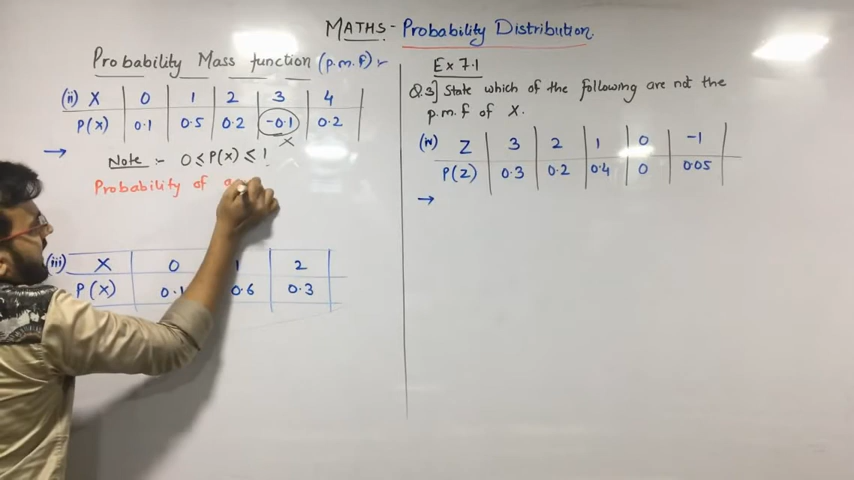 MATHS - Probability Distribution.
Probability Mass function (p.m.f)
(ii) X 0 1 2 3 4
P(x) 0.1 0.5 0.2 -0.1 0.2
→ x
Note :- 0 ≤ P(x) ≤ 1
Probability of
(iii) X 0 1 2
P(X) 0.1 0.6 0.3
Ex 7.1
Q.3] State which of the following are not the
p.m.f of X.
(iv) Z 3 2 1 0 -1
P(Z) 0.3 0.2 0.4 0 0.05
→